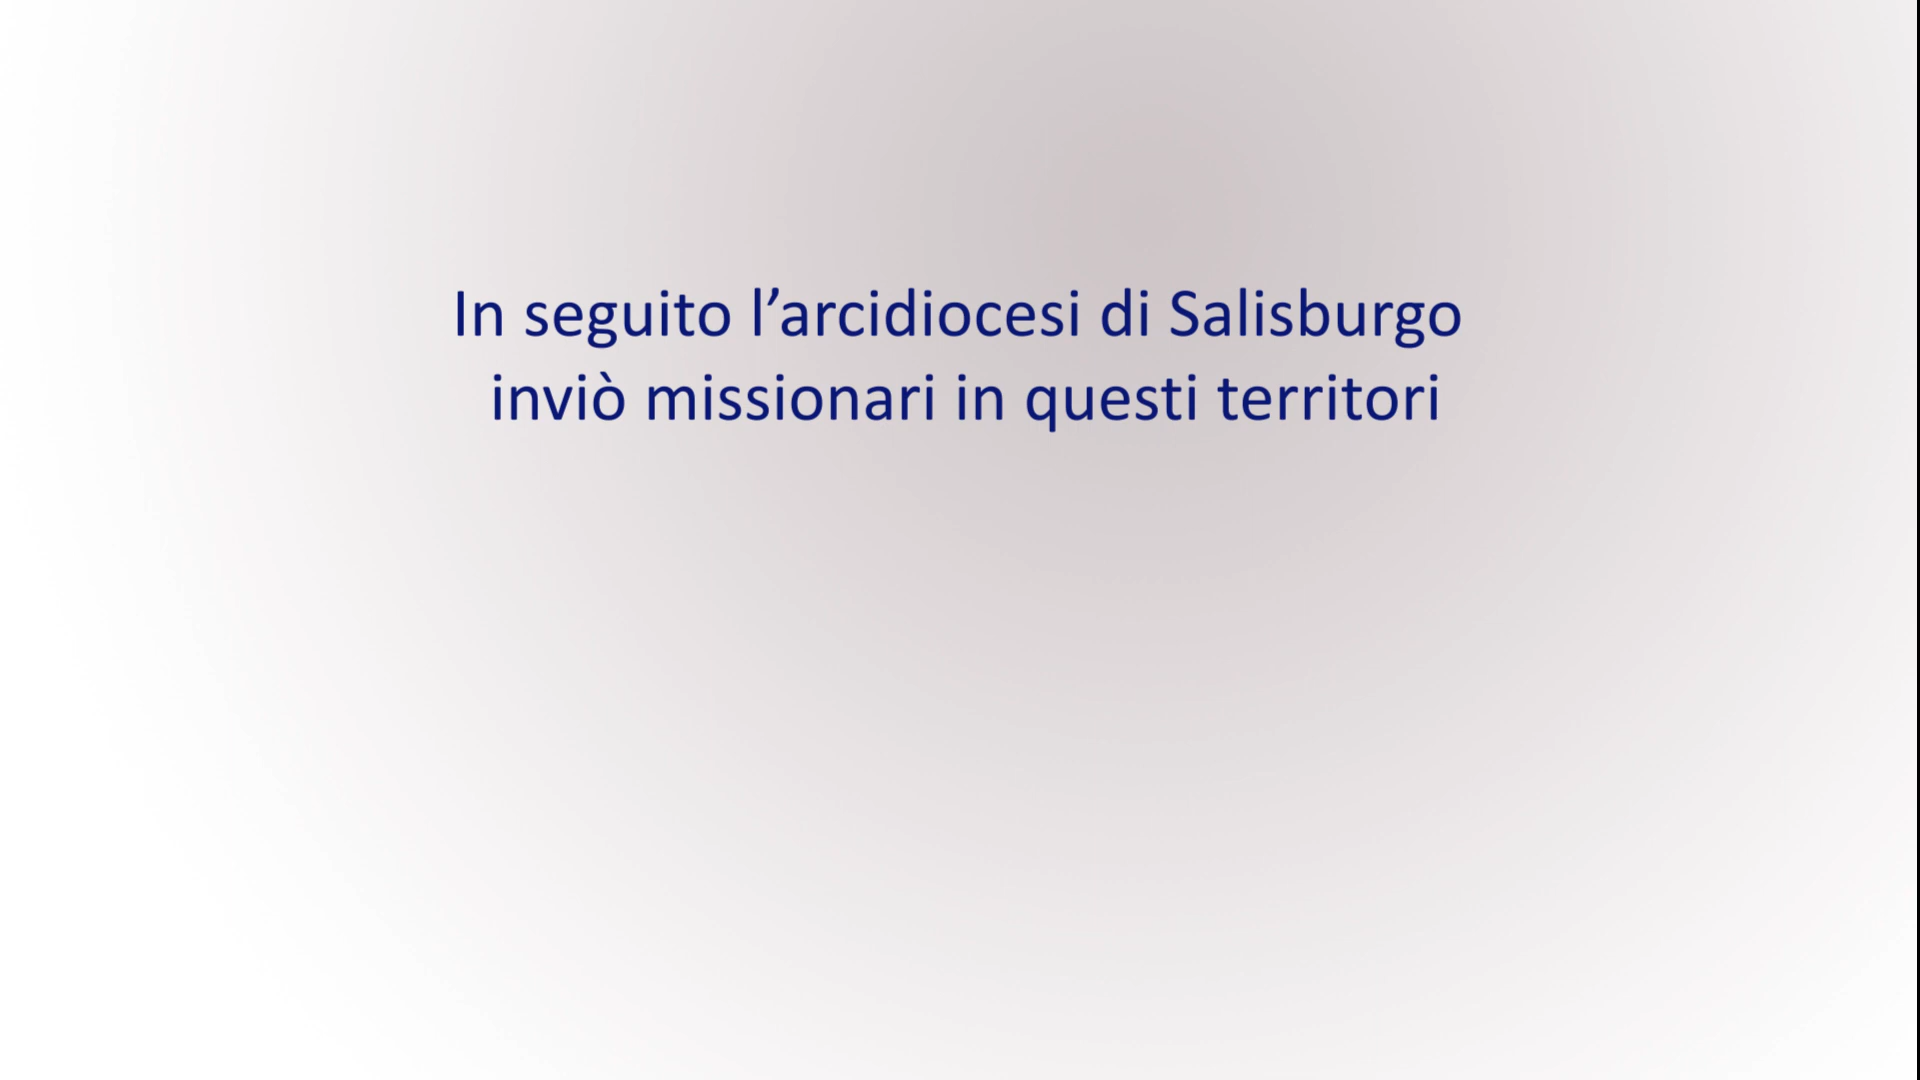 In seguito l’arcidiocesi di Salisburgo
inviò missionari in questi territori